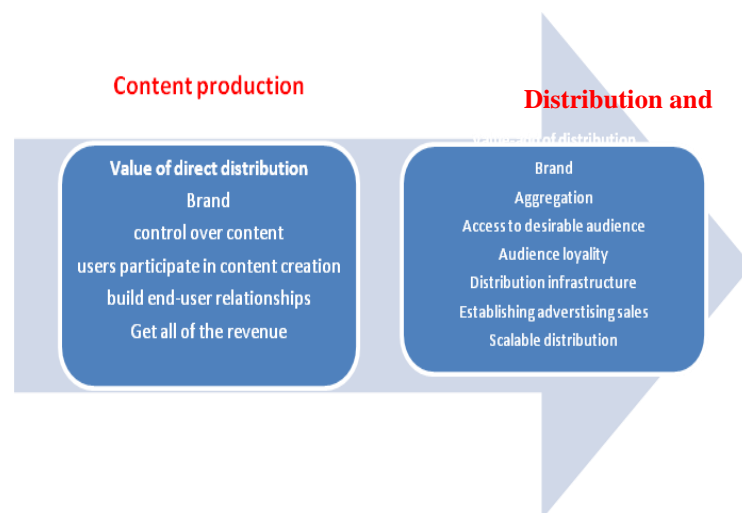 Content production
Distribution and
Value of direct distribution
Brand
control over content
users participate in content creation
build end-user relationships
Get all of the revenue
of distribution
Brand
Aggregation
Access to desirable audience
Audience loyality
Distribution infrastructure
Establishing adverstising sales
Scalable distribution